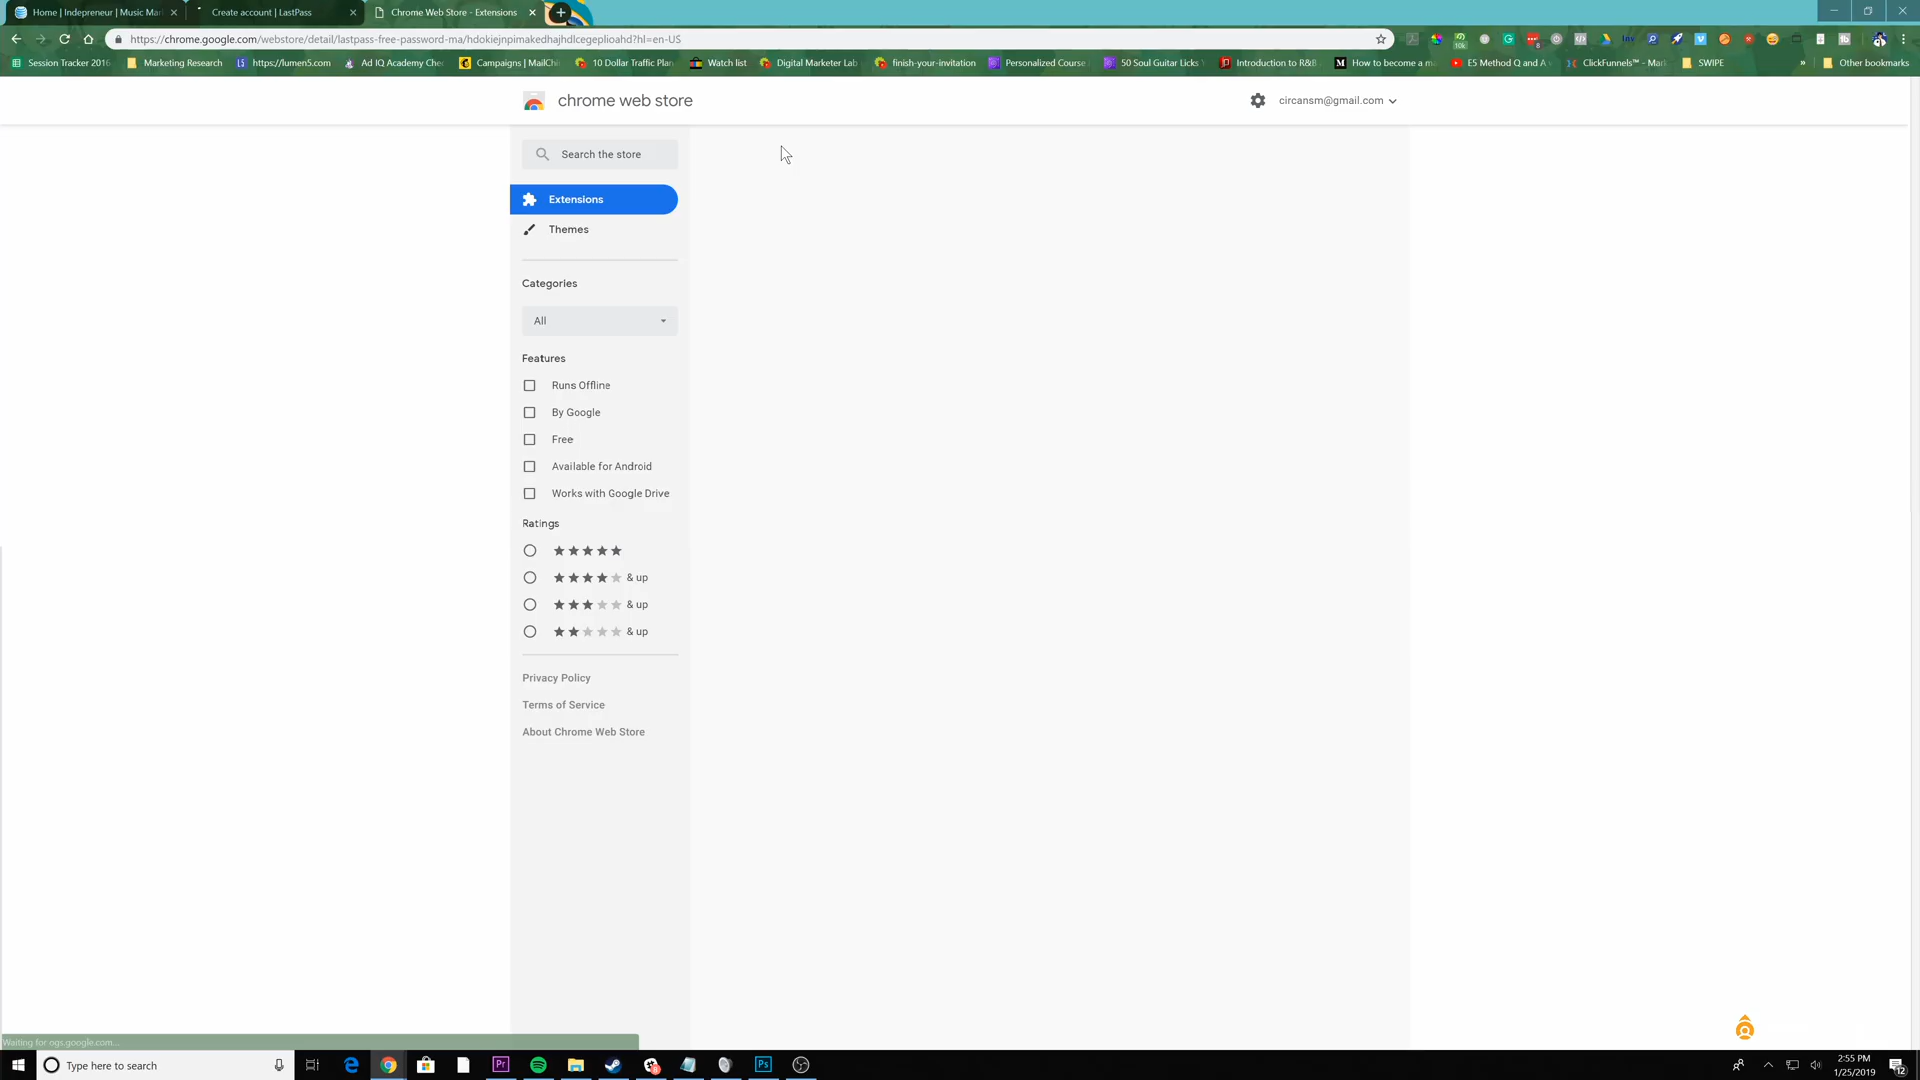 Home | Indepreneur | Music Ma
Create account | LastPass
Chrome Web Store - Extensions
https://chrome.google.com/webstore/detail/lastpass-free-password-ma/hdokiejnpimakedhajhdlcegeplioahd?hl=en-US
Session Tracker 2016
Marketing Research
https://lumen5.com
Ad IQ Academy Che
Campaigns | MailChi
10 Dollar Traffic Plan
Watch list
Digital Marketer Lab
finish-your-invitation
Personalized Course
50 Soul Guitar Licks
Introduction to R&B
How to become a m
E5 Method Q and A
ClickFunnels™ - Mark
SWIPE
Other bookmarks
chrome web store
circansm@gmail.com
Search the store
Extensions
Themes
Categories
All
Features
Runs Offline
By Google
Free
Available for Android
Works with Google Drive
Ratings
& up
& up
& up
Privacy Policy
Terms of Service
About Chrome Web Store
Waiting for ogs.google.com...
Type here to search
Pr
Ps
2:55 PM
1/25/2019
12